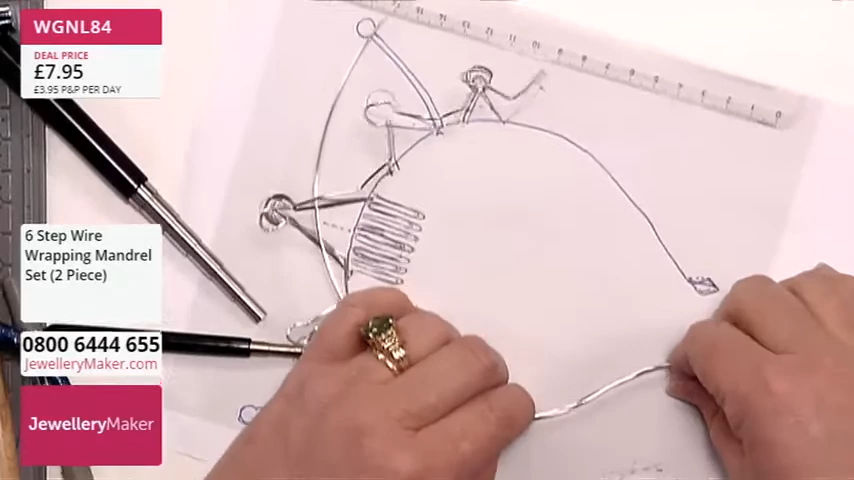 WGNL84
DEAL PRICE
£7.95
£3.95 P&P PER DAY
6 Step Wire
Wrapping Mandrel
Set (2 Piece)
0800 6444 655
JewelleryMaker.com
JewelleryMaker